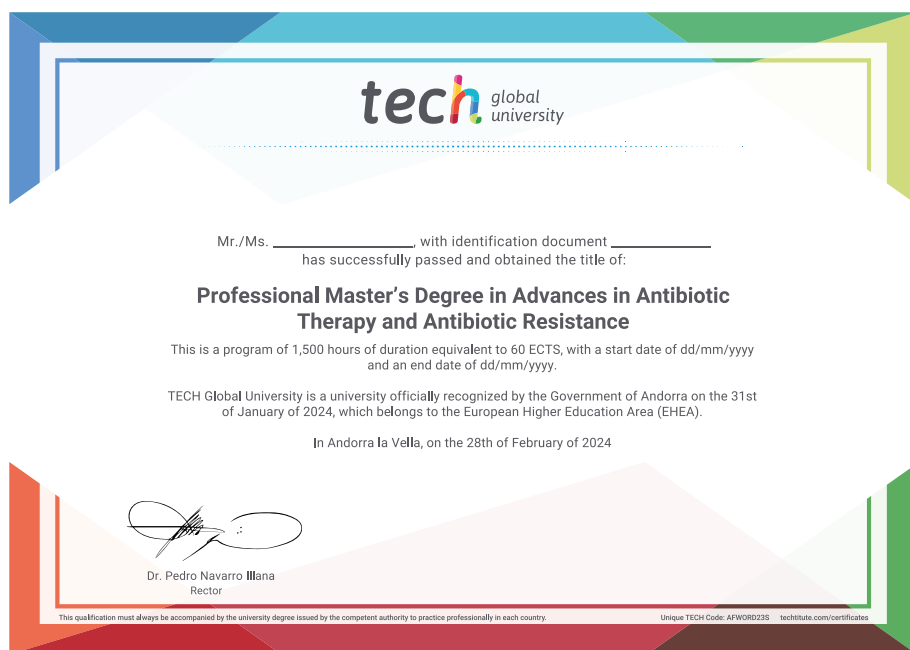 tech global
university
Mr./Ms. ____________________, with identification document ______________
has successfully passed and obtained the title of:
Professional Master’s Degree in Advances in Antibiotic
Therapy and Antibiotic Resistance
This is a program of 1,500 hours of duration equivalent to 60 ECTS, with a start date of dd/mm/yyyy
and an end date of dd/mm/yyyy.
TECH Global University is a university officially recognized by the Government of Andorra on the 31st
of January of 2024, which belongs to the European Higher Education Area (EHEA).
In Andorra la Vella, on the 28th of February of 2024
Dr. Pedro Navarro Illana
Rector
This qualification must always be accompanied by the university degree issued by the competent authority to practice professionally in each country.
Unique TECH Code: AFWORD23S techtitute.com/certificates